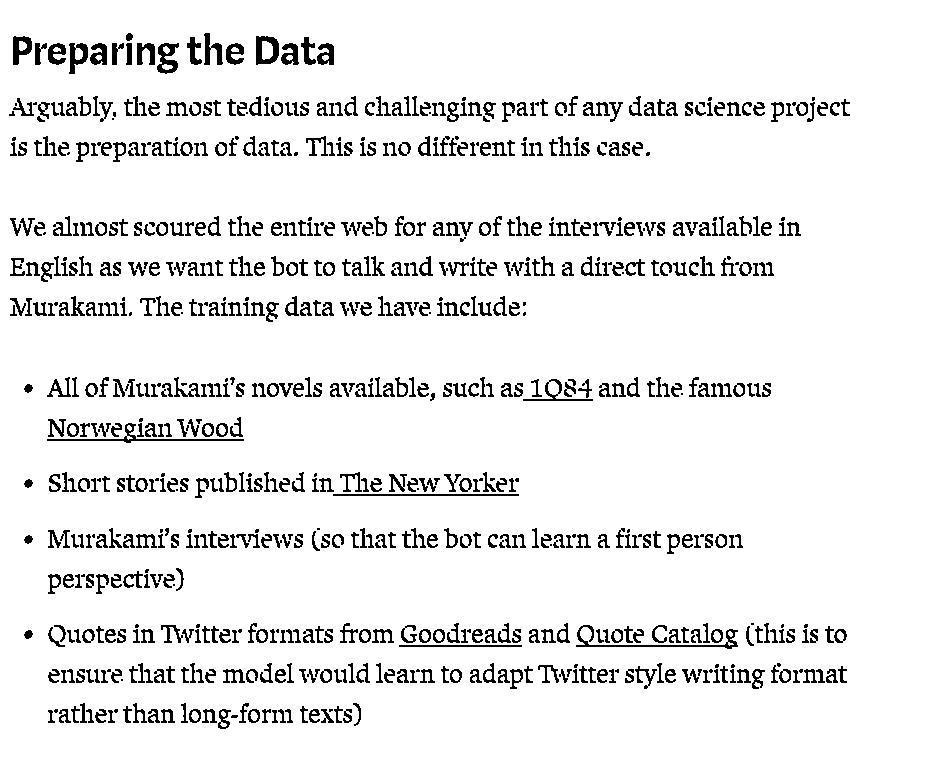 Preparing the Data
Arguably, the most tedious and challenging part of any data science project
is the preparation of data. This is no different in this case.
We almost scoured the entire web for any of the interviews available in
English as we want the bot to talk and write with a direct touch from
Murakami. The training data we have include:
• All of Murakami’s novels available, such as 1Q84 and the famous
Norwegian Wood
• Short stories published in The New Yorker
• Murakami’s interviews (so that the bot can learn a first person
perspective)
• Quotes in Twitter formats from Goodreads and Quote Catalog (this is to
ensure that the model would learn to adapt Twitter style writing format
rather than long-form texts)